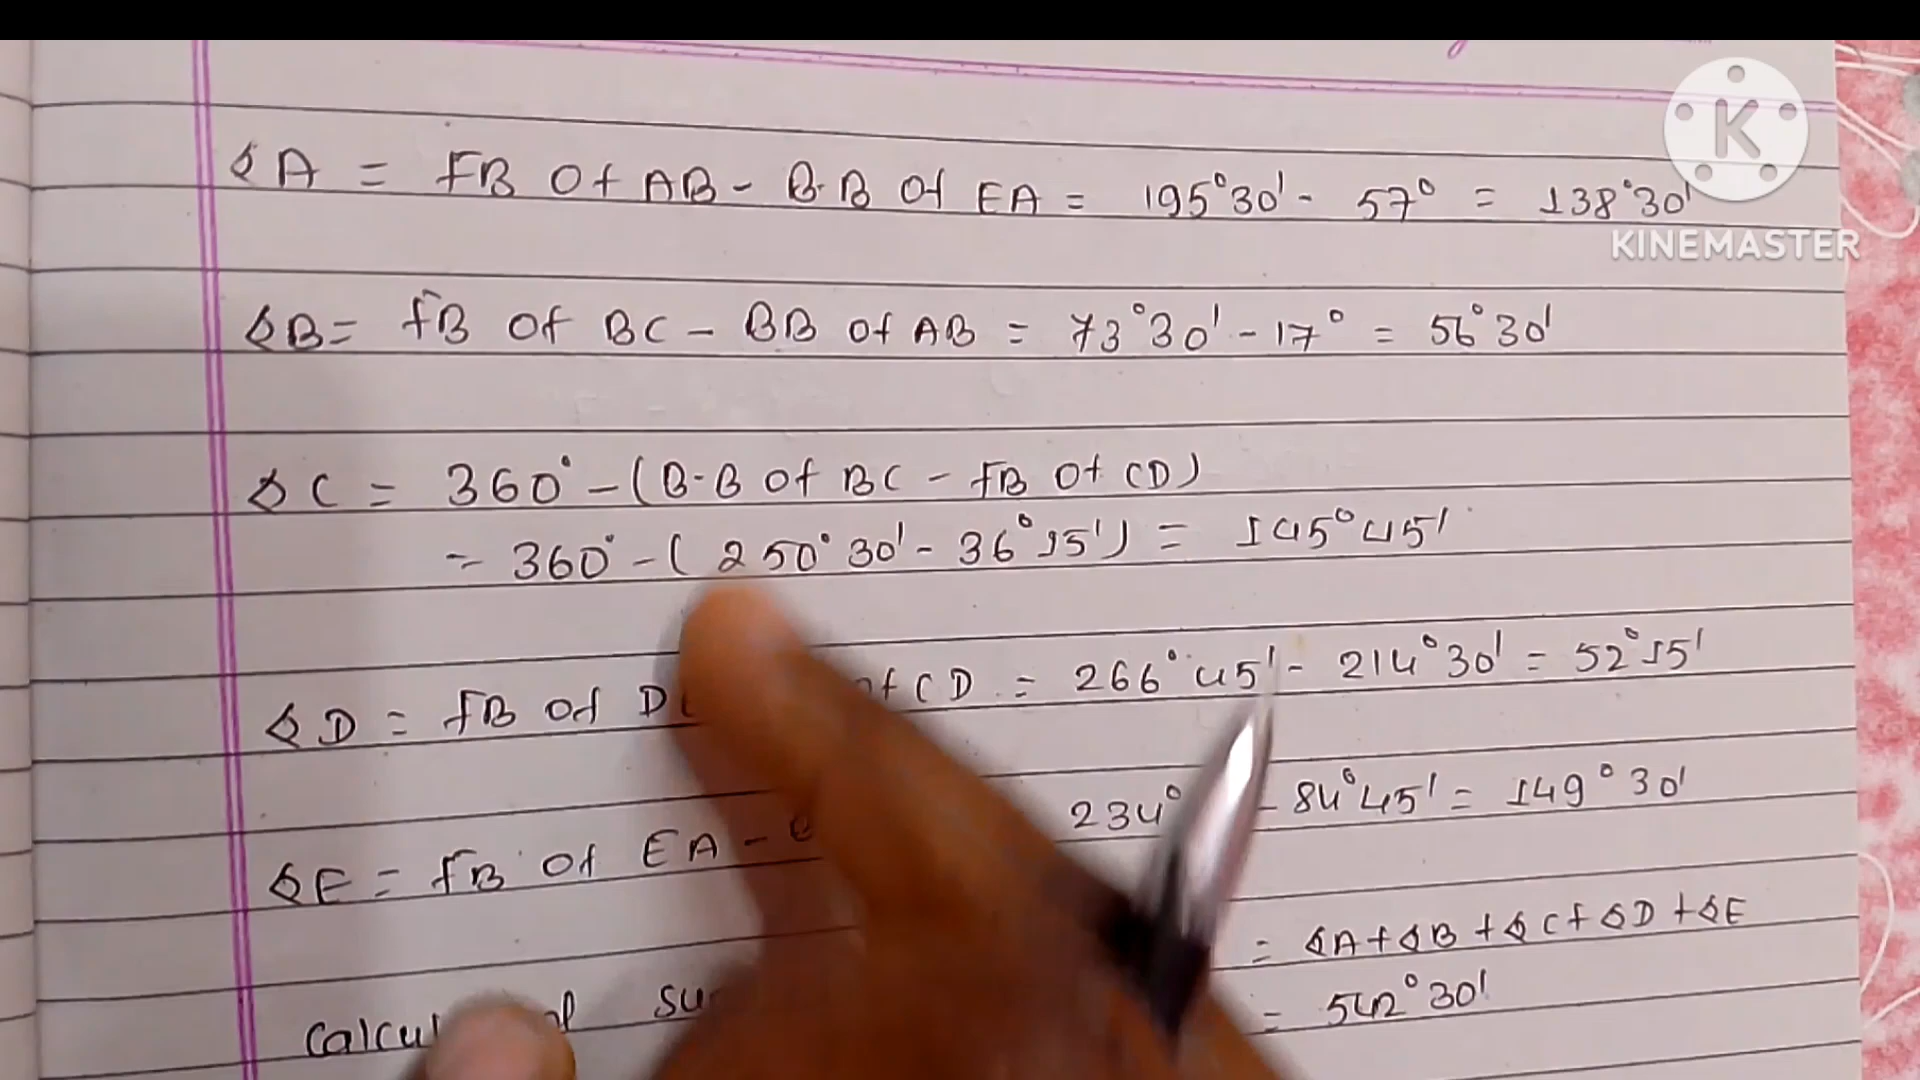 ∡A = FB Of AB - B.B Of EA = 195°30' - 57° = 138°30'
KINEMASTER
∡B = fB Of BC - BB Of AB = 73°30' - 17° = 56°30'
∡C = 360° - (B.B Of BC - FB Of CD)
= 360° - (250°30' - 36°15') = 145°45'
∡D = fB Of of CD = 266°45' - 214°30' = 52°15'
∡E = fB Of EA - 234° - 84°45' = 149°30'
= ∡A + ∡B + ∡C + ∡D + ∡E
= 542°30'